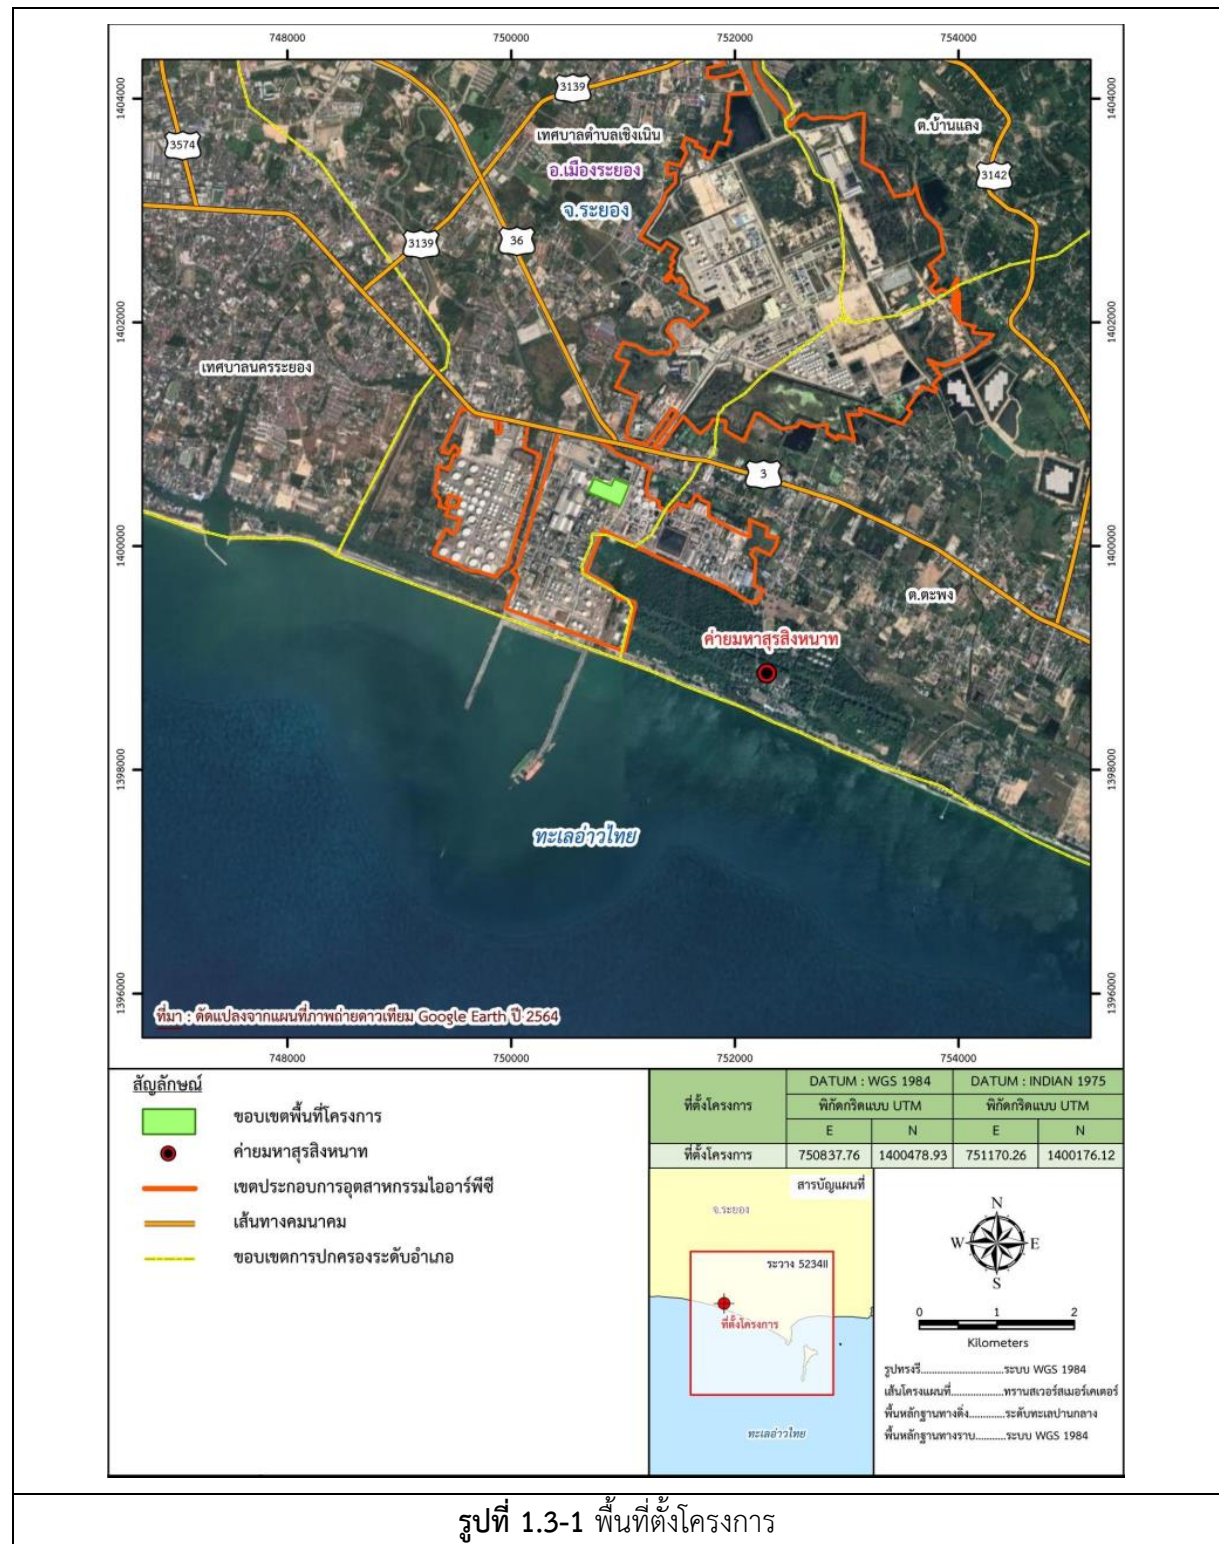 748000 750000 752000 754000
1404000 1404000
3139
เทศบาลตำบลเชิงเนิน
ต.บ้านแลง
3574
อ.เมืองระยอง
3142
จ.ระยอง
3139 36
1402000 1402000
เทศบาลนครระยอง
3
1400000 1400000
ต.ตะพง
ค่ายมหาสุรสิงหนาท
1398000 1398000
ทะเลอ่าวไทย
1396000 1396000
ที่มา : ดัดแปลงจากแผนที่ภาพถ่ายดาวเทียม Google Earth ปี 2564
748000 750000 752000 754000
สัญลักษณ์
ขอบเขตพื้นที่โครงการ
ค่ายมหาสุรสิงหนาท
เขตประกอบการอุตสาหกรรมไออาร์พีซี
เส้นทางคมนาคม
ขอบเขตการปกครองระดับอำเภอ
ที่ตั้งโครงการ
DATUM : WGS 1984 DATUM : INDIAN 1975
พิกัดกริดแบบ UTM พิกัดกริดแบบ UTM
E N E N
ที่ตั้งโครงการ 750837.76 1400478.93 751170.26 1400176.12
สารบัญแผนที่
จ.ระยอง
ระวาง 5234II
ที่ตั้งโครงการ
ทะเลอ่าวไทย
N
W E
S
0 1 2
Kilometers
รูปทรงรี..............................ระบบ WGS 1984
เส้นโครงแผนที่...................ทรานสเวอร์สเมอร์เคเตอร์
พื้นหลักฐานทางดิ่ง.............ระดับทะเลปานกลาง
พื้นหลักฐานทางราบ...........ระบบ WGS 1984
รูปที่ 1.3-1 พื้นที่ตั้งโครงการ